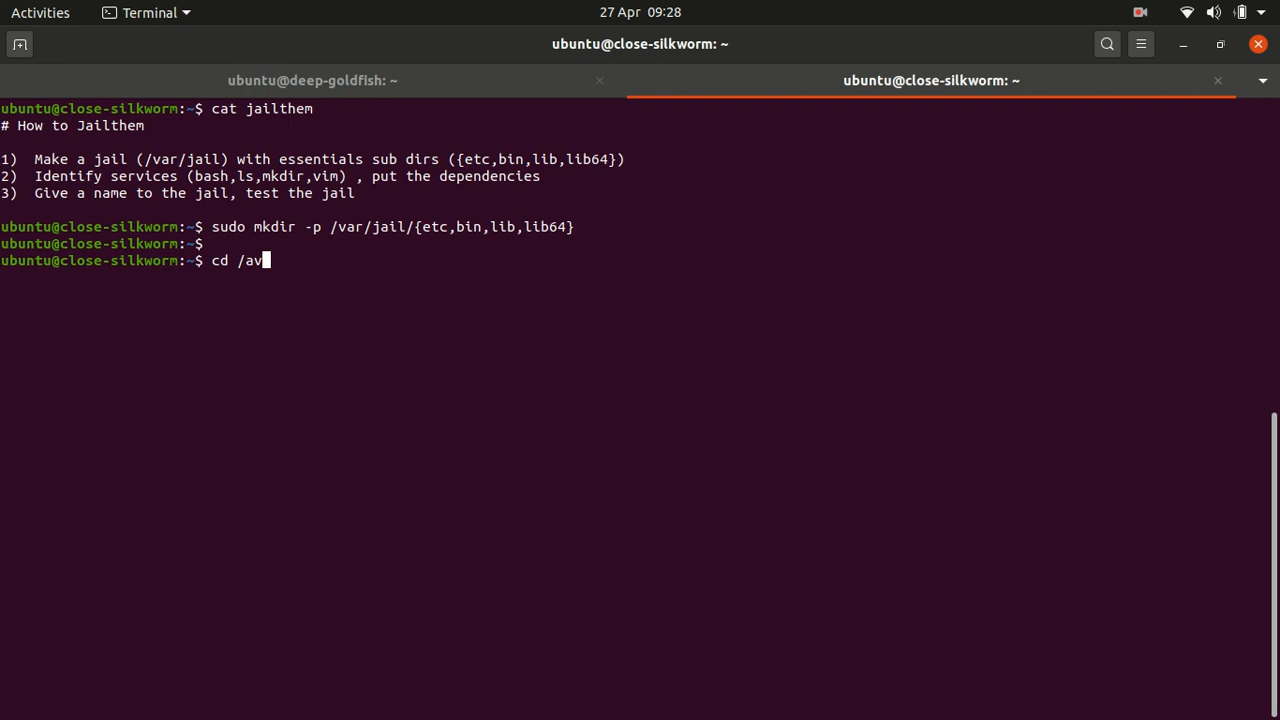 Activities Terminal 27 Apr 09:28
ubuntu@close-silkworm: ~
ubuntu@deep-goldfish: ~ ubuntu@close-silkworm: ~
ubuntu@close-silkworm:~$ cat jailthem
# How to Jailthem
1) Make a jail (/var/jail) with essentials sub dirs ({etc,bin,lib,lib64})
2) Identify services (bash,ls,mkdir,vim) , put the dependencies
3) Give a name to the jail, test the jail
ubuntu@close-silkworm:~$ sudo mkdir -p /var/jail/{etc,bin,lib,lib64}
ubuntu@close-silkworm:~$
ubuntu@close-silkworm:~$ cd /av